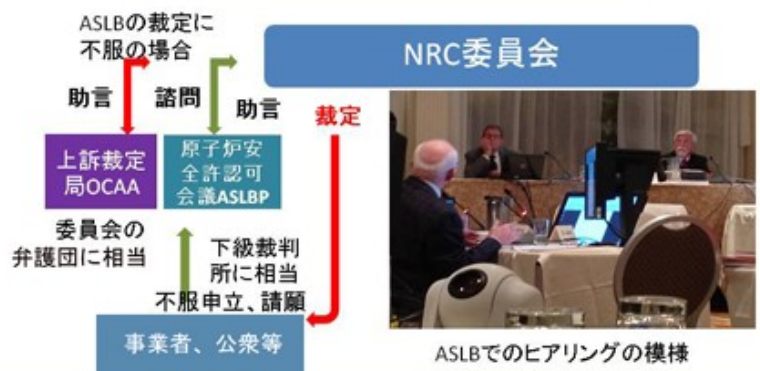 ASLBの裁定に
不服の場合
NRC委員会
助言
諮問
助言
裁定
上訴裁定
局OCAA
原子炉安
全許認可
会議ASLBP
委員会の
弁護団に相当
下級裁判
所に相当
不服申立、請願
事業者、公衆等
ASLBでのヒアリングの模様